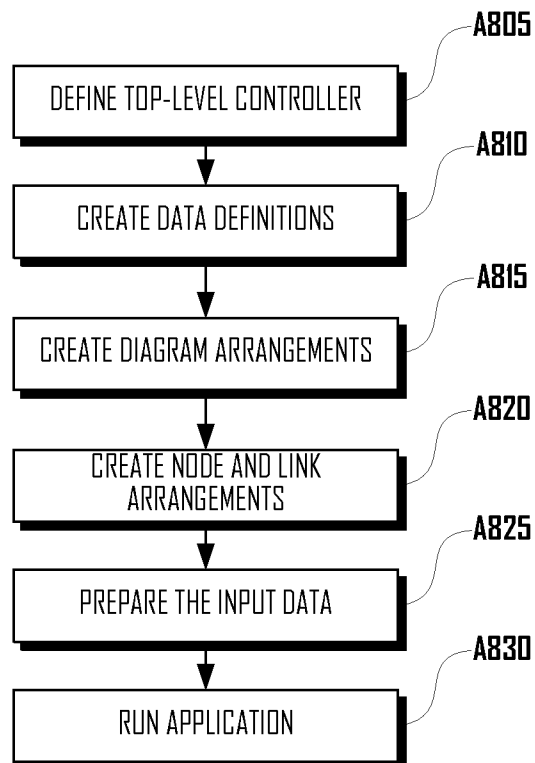 A805
DEFINE TOP-LEVEL CONTROLLER
A810
CREATE DATA DEFINITIONS
A815
CREATE DIAGRAM ARRANGEMENTS
A820
CREATE NODE AND LINK
ARRANGEMENTS
A825
PREPARE THE INPUT DATA
A830
RUN APPLICATION